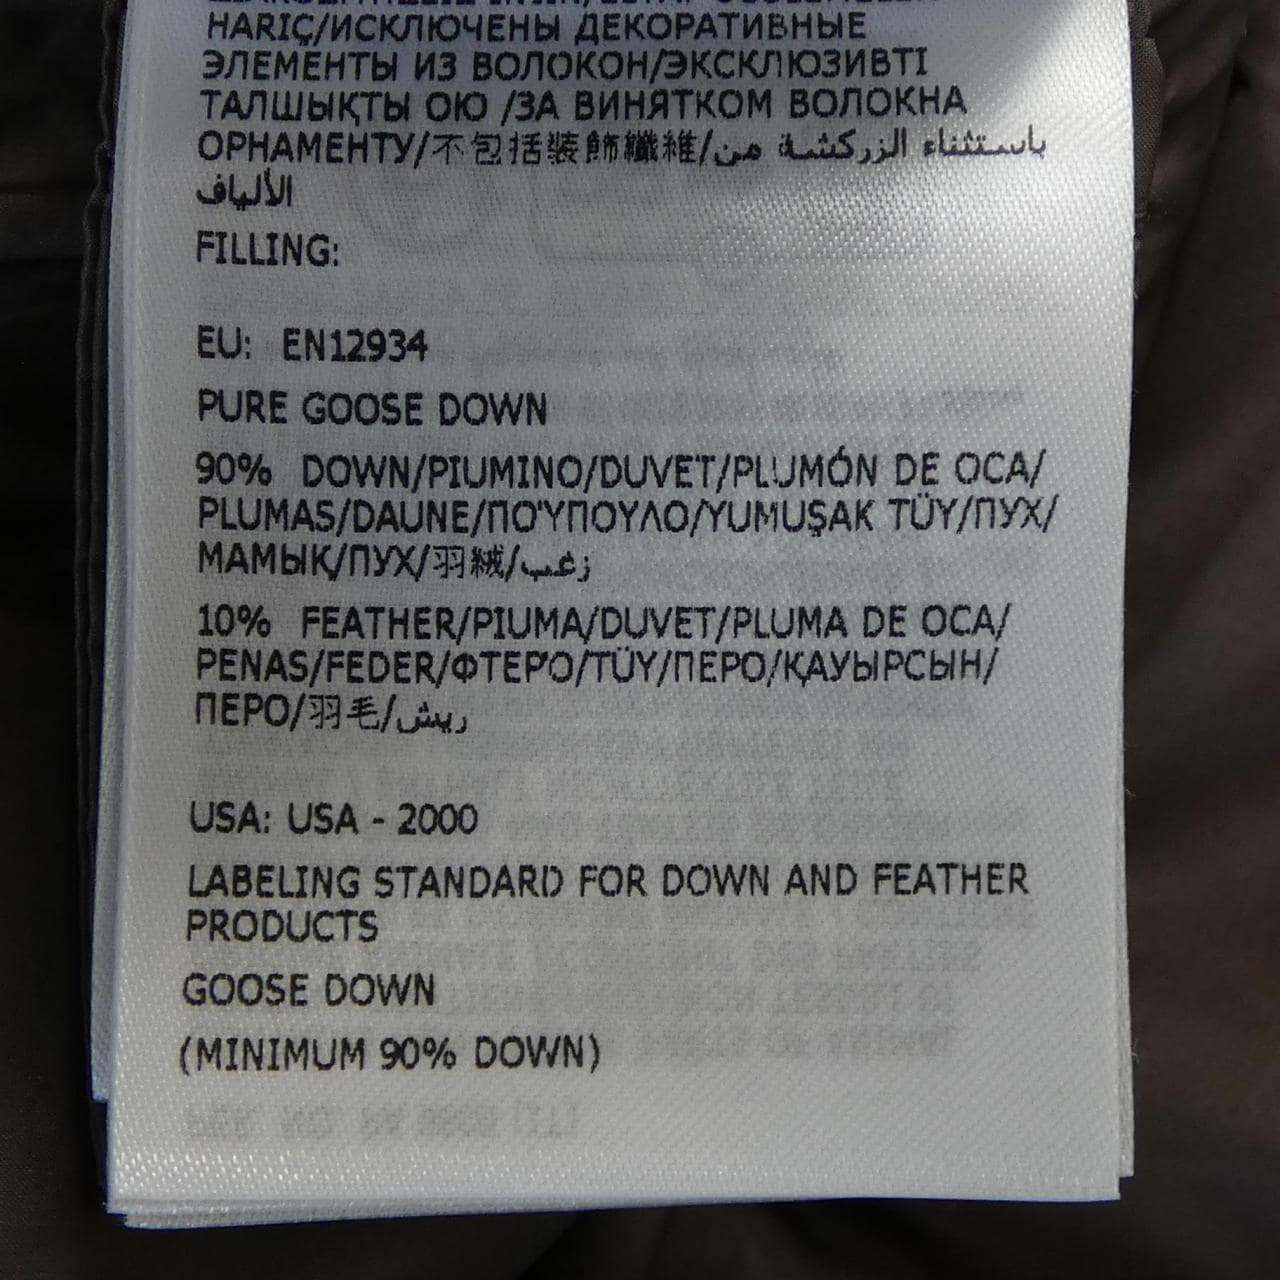 HARIÇ/ИСКЛЮЧЕНЫ ДЕКОРАТИВНЫЕ
ЭЛЕМЕНТЫ ИЗ ВОЛОКОН/ЭКСКЛЮЗИВТІ
ТАЛШЫҚТЫ ОЮ /ЗА ВИНЯТКОМ ВОЛОКНА
ОРНАМЕНТУ/不包括裝飾纖維/باستثناء الزركشة من
الألياف
FILLING:
EU: EN12934
PURE GOOSE DOWN
90% DOWN/PIUMINO/DUVET/PLUMÓN DE OCA/
PLUMAS/DAUNE/ΠΟΎΠΟΥΛΟ/YUMUŞAK TÜY/ПУХ/
МАМЫҚ/ПУХ/羽絨/زغب
10% FEATHER/PIUMA/DUVET/PLUMA DE OCA/
PENAS/FEDER/ΦΤΕΡΌ/TÜY/ПЕРО/ҚАУЫРСЫН/
ПЕРО/羽毛/ريش
USA: USA - 2000
LABELING STANDARD FOR DOWN AND FEATHER
PRODUCTS
GOOSE DOWN
(MINIMUM 90% DOWN)